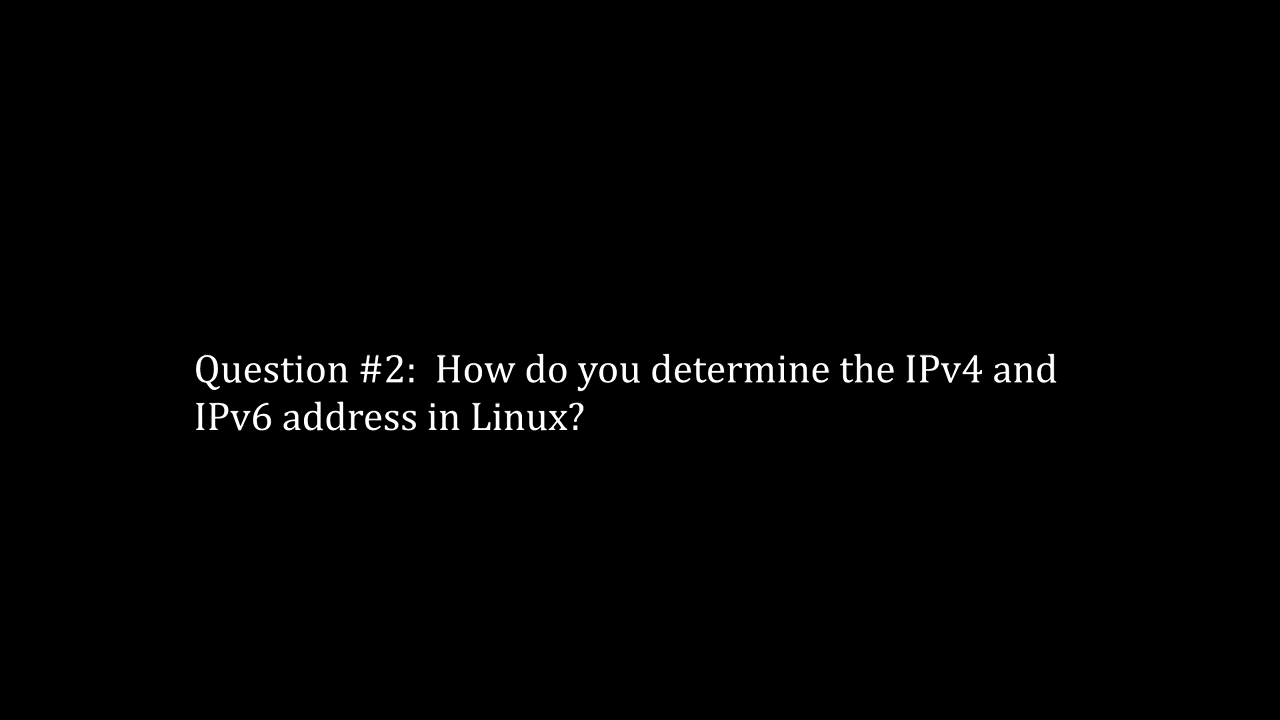 Question #2:  How do you determine the IPv4 and
IPv6 address in Linux?